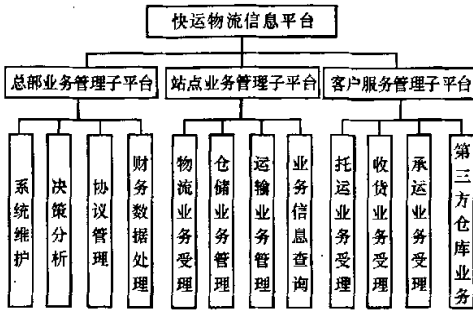 快运物流信息平台
总部业务管理子平台
站点业务管理子平台
客户服务管理子平台
系统维护
决策分析
协议管理
财务数据处理
物流业务受理
仓储业务管理
运输业务管理
业务信息查询
托运业务受理
收货业务受理
承运业务受理
第三方仓库业务